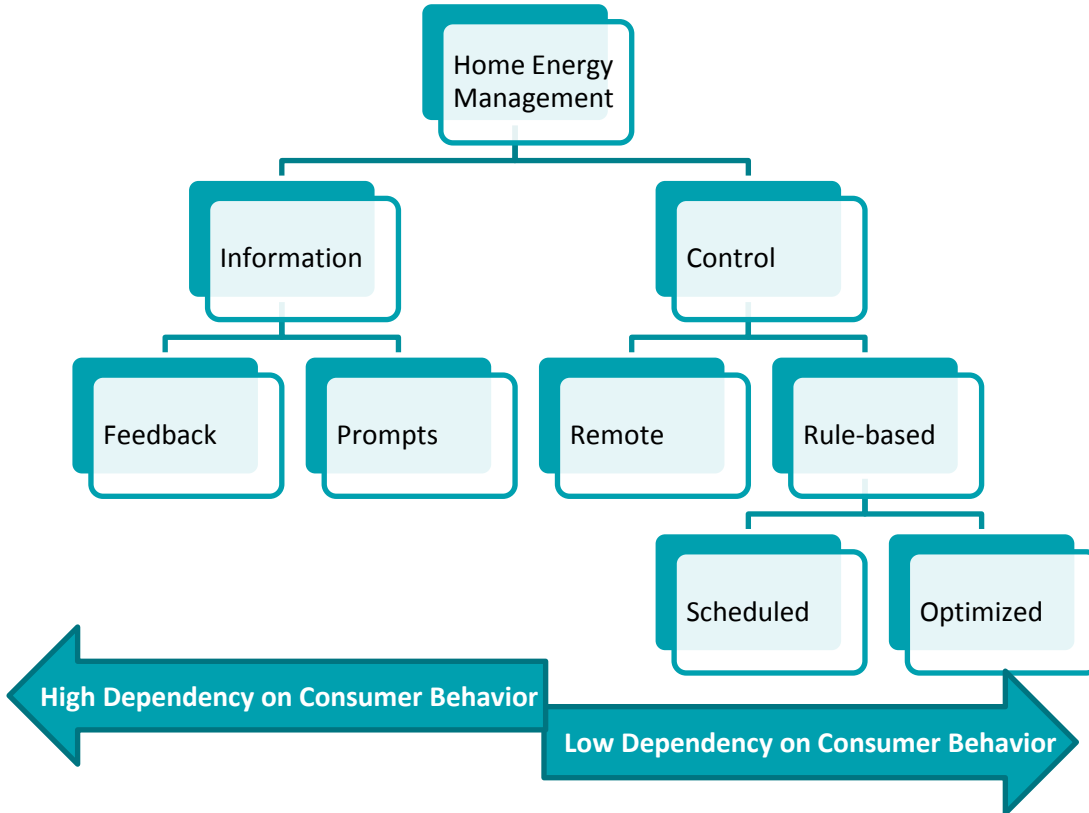 Home Energy
Management
Information
Control
Feedback
Prompts
Remote
Rule-based
Scheduled
Optimized
High Dependency on Consumer Behavior
Low Dependency on Consumer Behavior